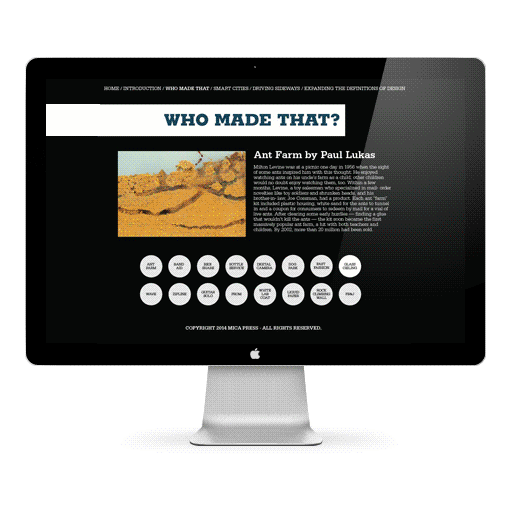 HOME / INTRODUCTION / WHO MADE THAT / SMART CITIES / DRIVING SIDEWAYS / EXPANDING THE DEFINITIONS OF DESIGN
WHO MADE THAT?
Ant Farm by Paul Lukas
Milton Levine was at a picnic one day in 1956 when the sight
of some ants inspired him with this thought: He enjoyed
watching ants on his uncle's farm as a child; other children
would no doubt enjoy watching them, too. Within a few
months, Levine, a toy salesman who specialized in mail- order
novelties like toy soldiers and shrunken heads, and his
brother-in-law, Joe Cossman, had a product. Each ant "farm"
kit included plastic housing, white sand for the ants to tunnel
in and a coupon for consumers to redeem by mail for a vial of
live ants. After clearing some early hurdles — finding a glue
that wouldn't kill the ants — the kit soon became the first
massively popular ant farm, a hit with both teachers and
children. By 2002, more than 20 million had been sold.
ANT FARM
BAND AID
BOTTLE SERVICE
DIGITAL CAMERA
DOG PARK
FAST FASHION
GLASS CEILING
WAVE
ZIPLINE
GUITAR SOLO
PROM
WHITE LAB COAT
LIQUID PAPER
ROCK CLIMBING WALL
COPYRIGHT 2014 MICA PRESS - ALL RIGHTS RESERVED.